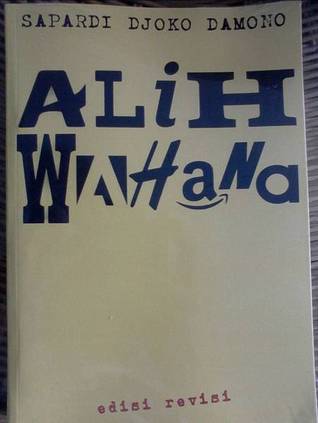 SAPARDI DJOKO DAMONO
ALiH
WAHaNa
edisi revisi